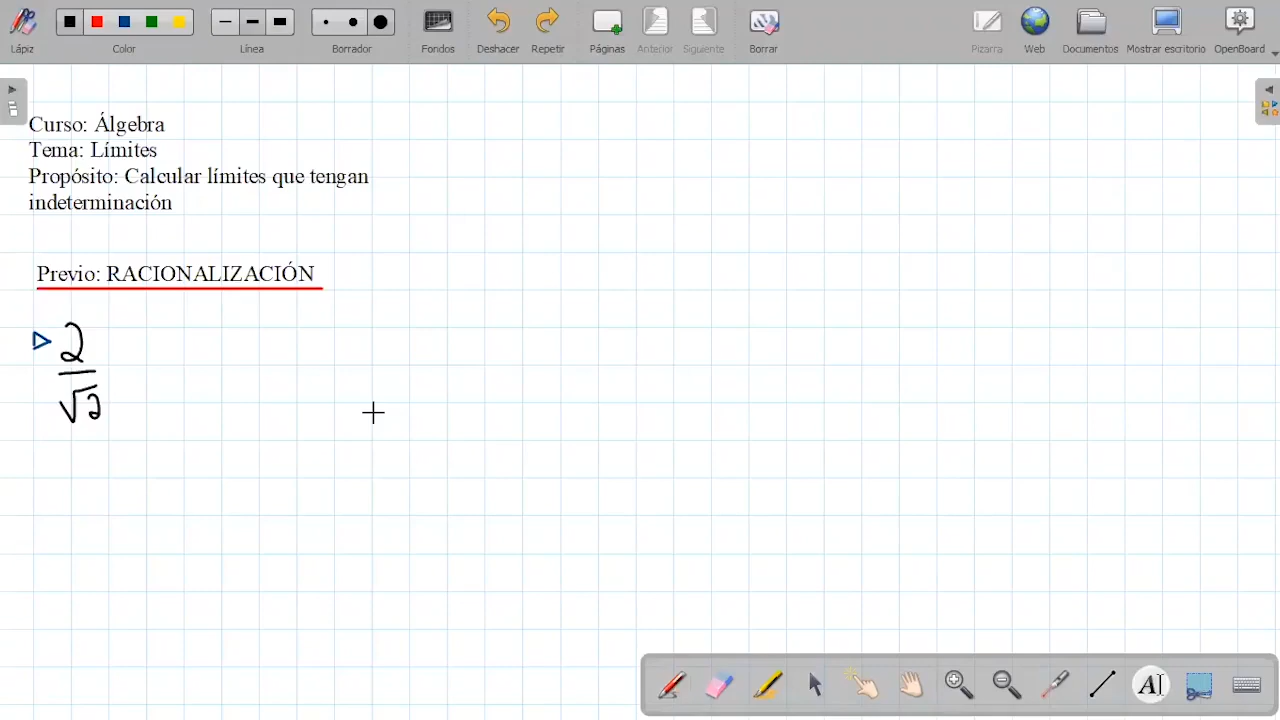 Lápiz
Color
Línea
Borrador
Fondos
Deshacer
Repetir
Páginas
Anterior
Siguiente
Borrar
Pizarra
Web
Documentos
Mostrar escritorio
OpenBoard
Curso: Álgebra
Tema: Límites
Propósito: Calcular límites que tengan
indeterminación
Previo: RACIONALIZACIÓN
2
√2
AI